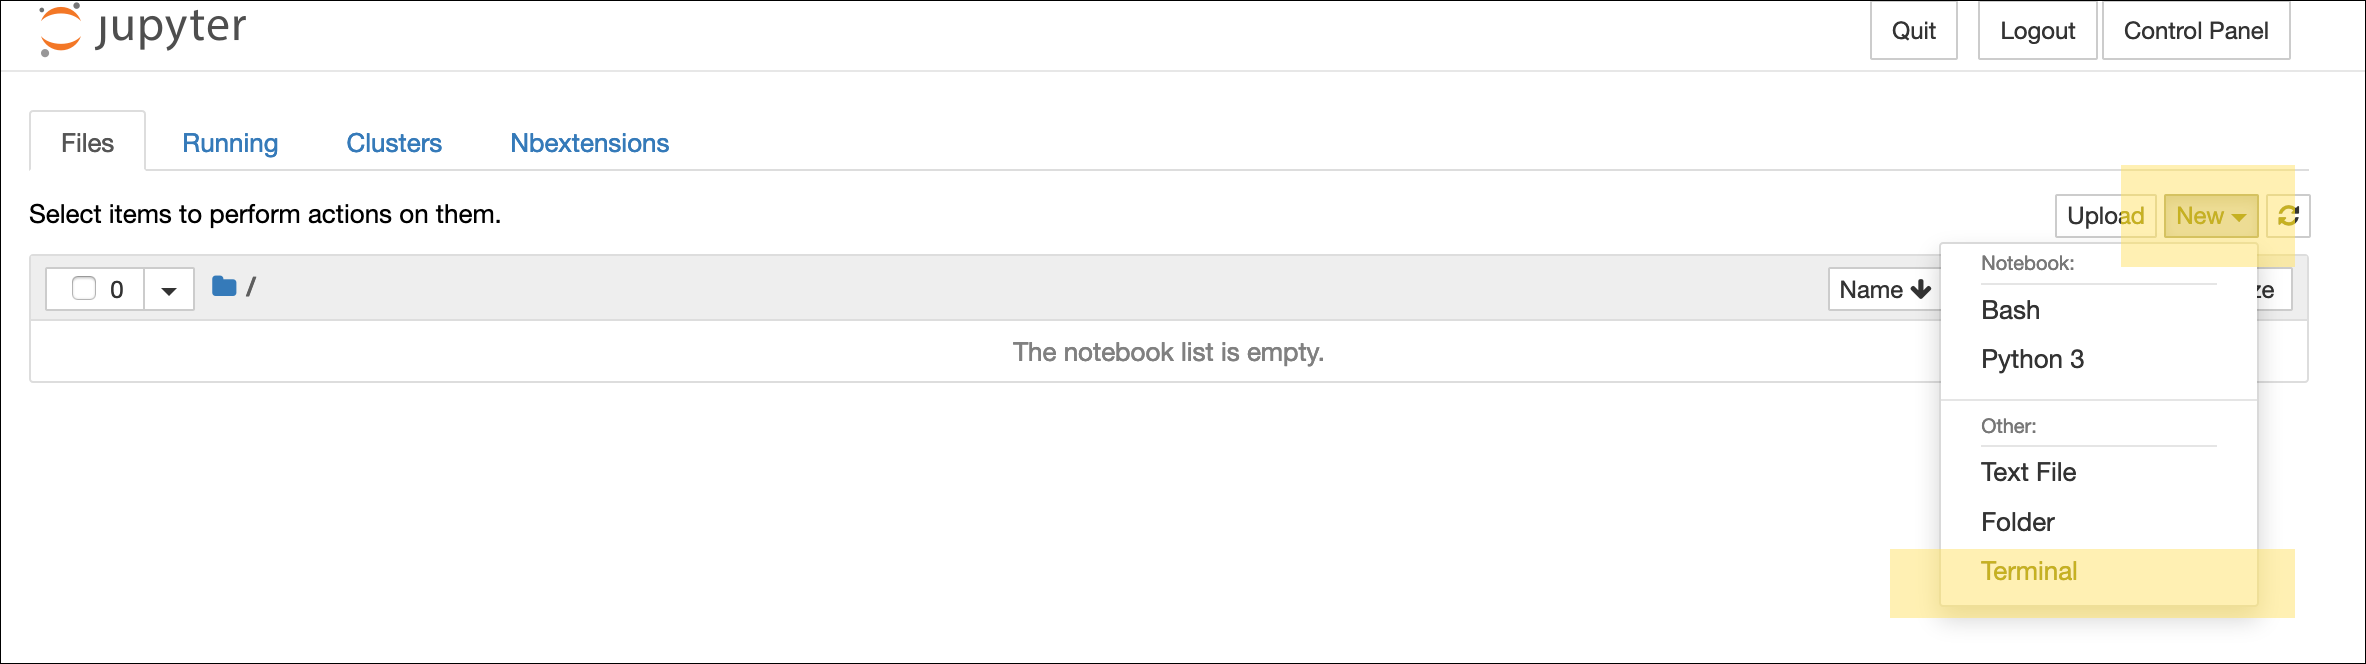 jupyter
Quit Logout Control Panel
Files Running Clusters Nbextensions
Select items to perform actions on them.
Upload New
0 /
Name
The notebook list is empty.
Notebook:
Bash
Python 3
Other:
Text File
Folder
Terminal